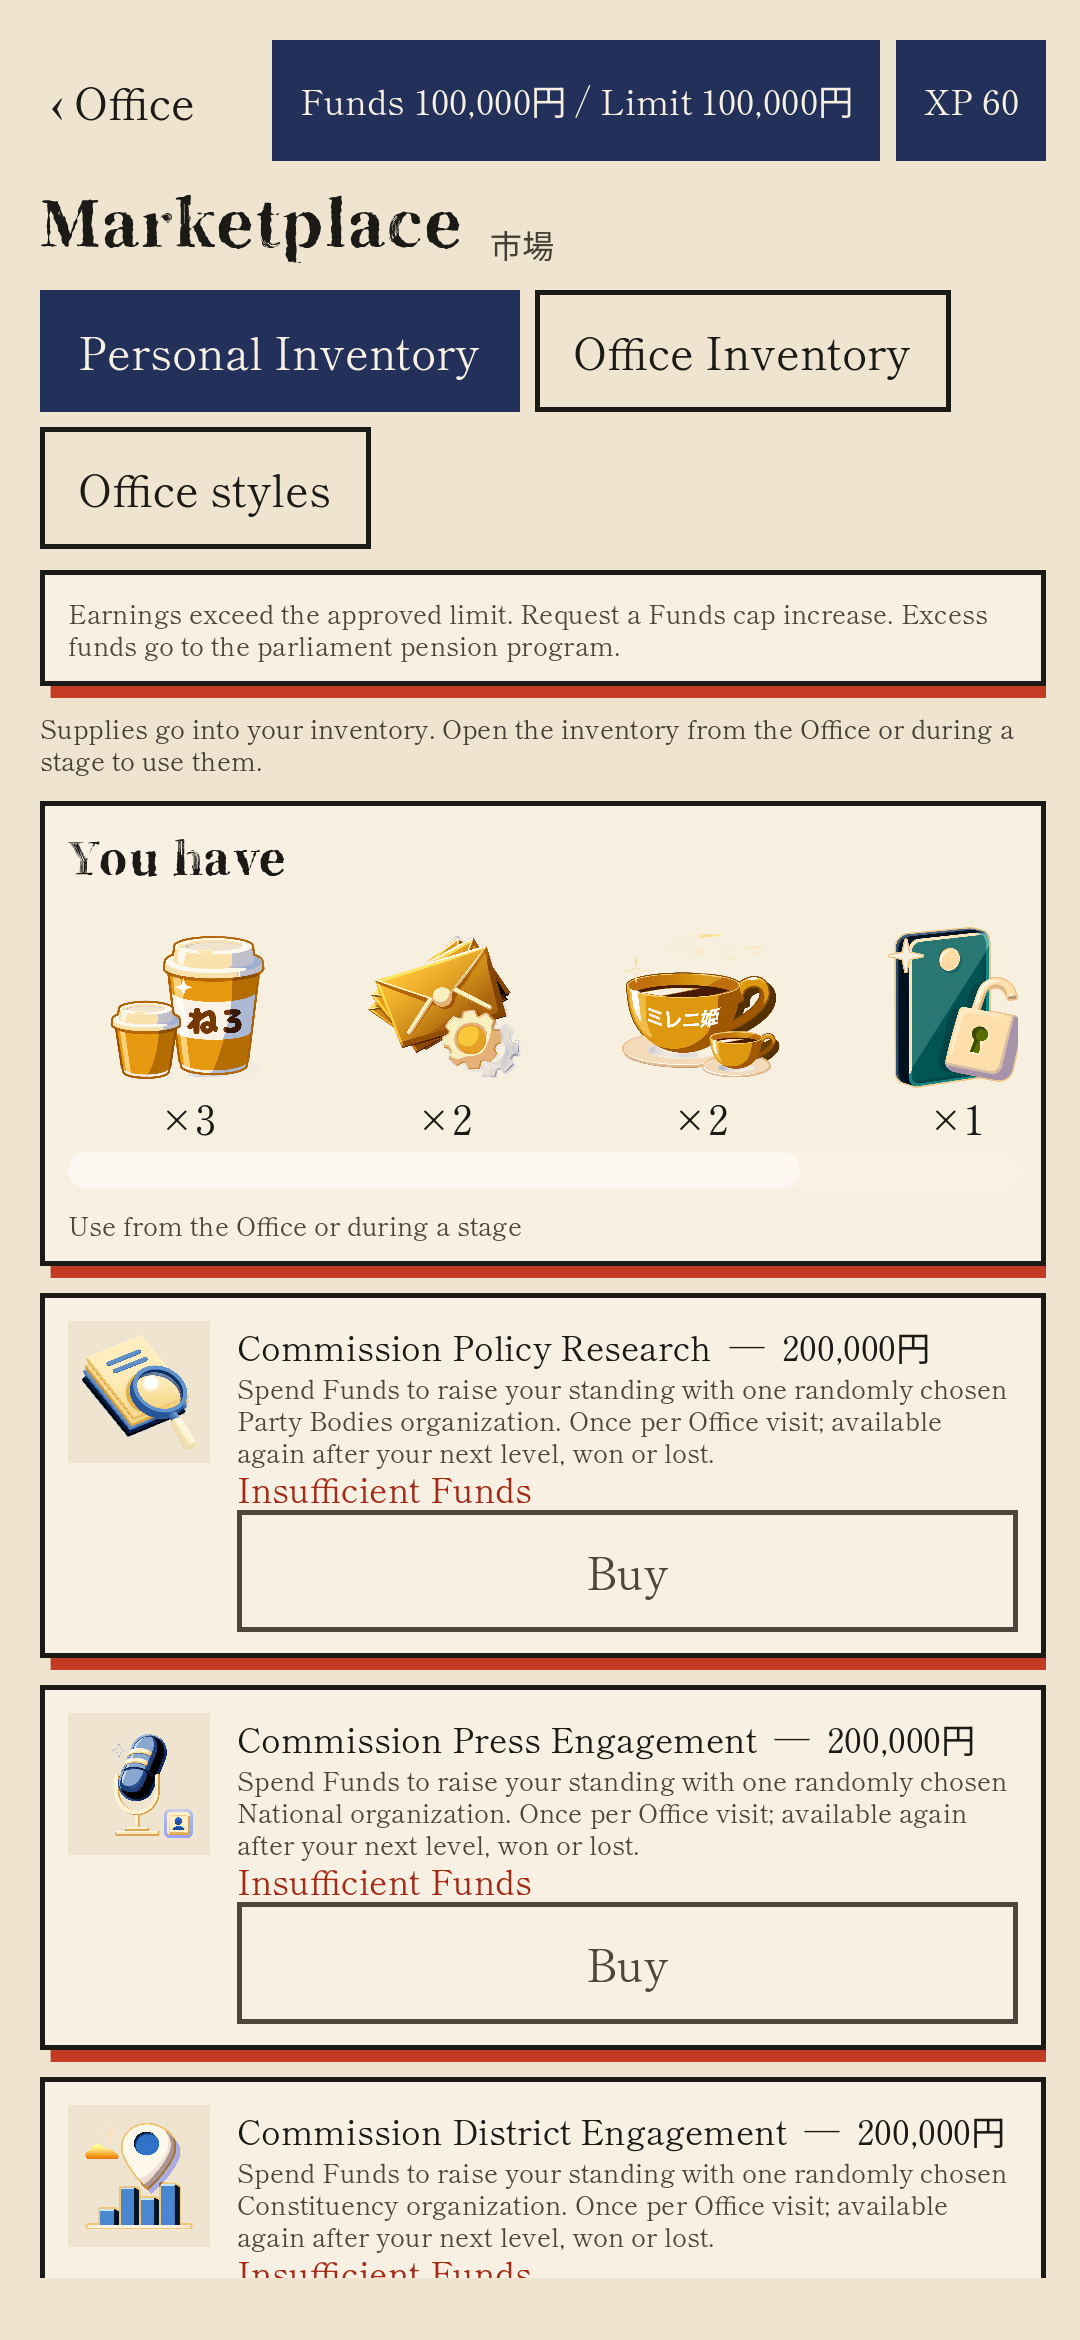 ‹ Office
Funds 100,000円 / Limit 100,000円
XP 60
Marketplace 市場
Personal Inventory
Office Inventory
Office styles
Earnings exceed the approved limit. Request a Funds cap increase. Excess
funds go to the parliament pension program.
Supplies go into your inventory. Open the inventory from the Office or during a
stage to use them.
You have
ねろ
ミレニ姫
×3
×2
×2
×1
Use from the Office or during a stage
Commission Policy Research — 200,000円
Spend Funds to raise your standing with one randomly chosen
Party Bodies organization. Once per Office visit; available
again after your next level, won or lost.
Insufficient Funds
Buy
Commission Press Engagement — 200,000円
Spend Funds to raise your standing with one randomly chosen
National organization. Once per Office visit; available again
after your next level, won or lost.
Insufficient Funds
Buy
Commission District Engagement — 200,000円
Spend Funds to raise your standing with one randomly chosen
Constituency organization. Once per Office visit; available
again after your next level, won or lost.
Insufficient Funds